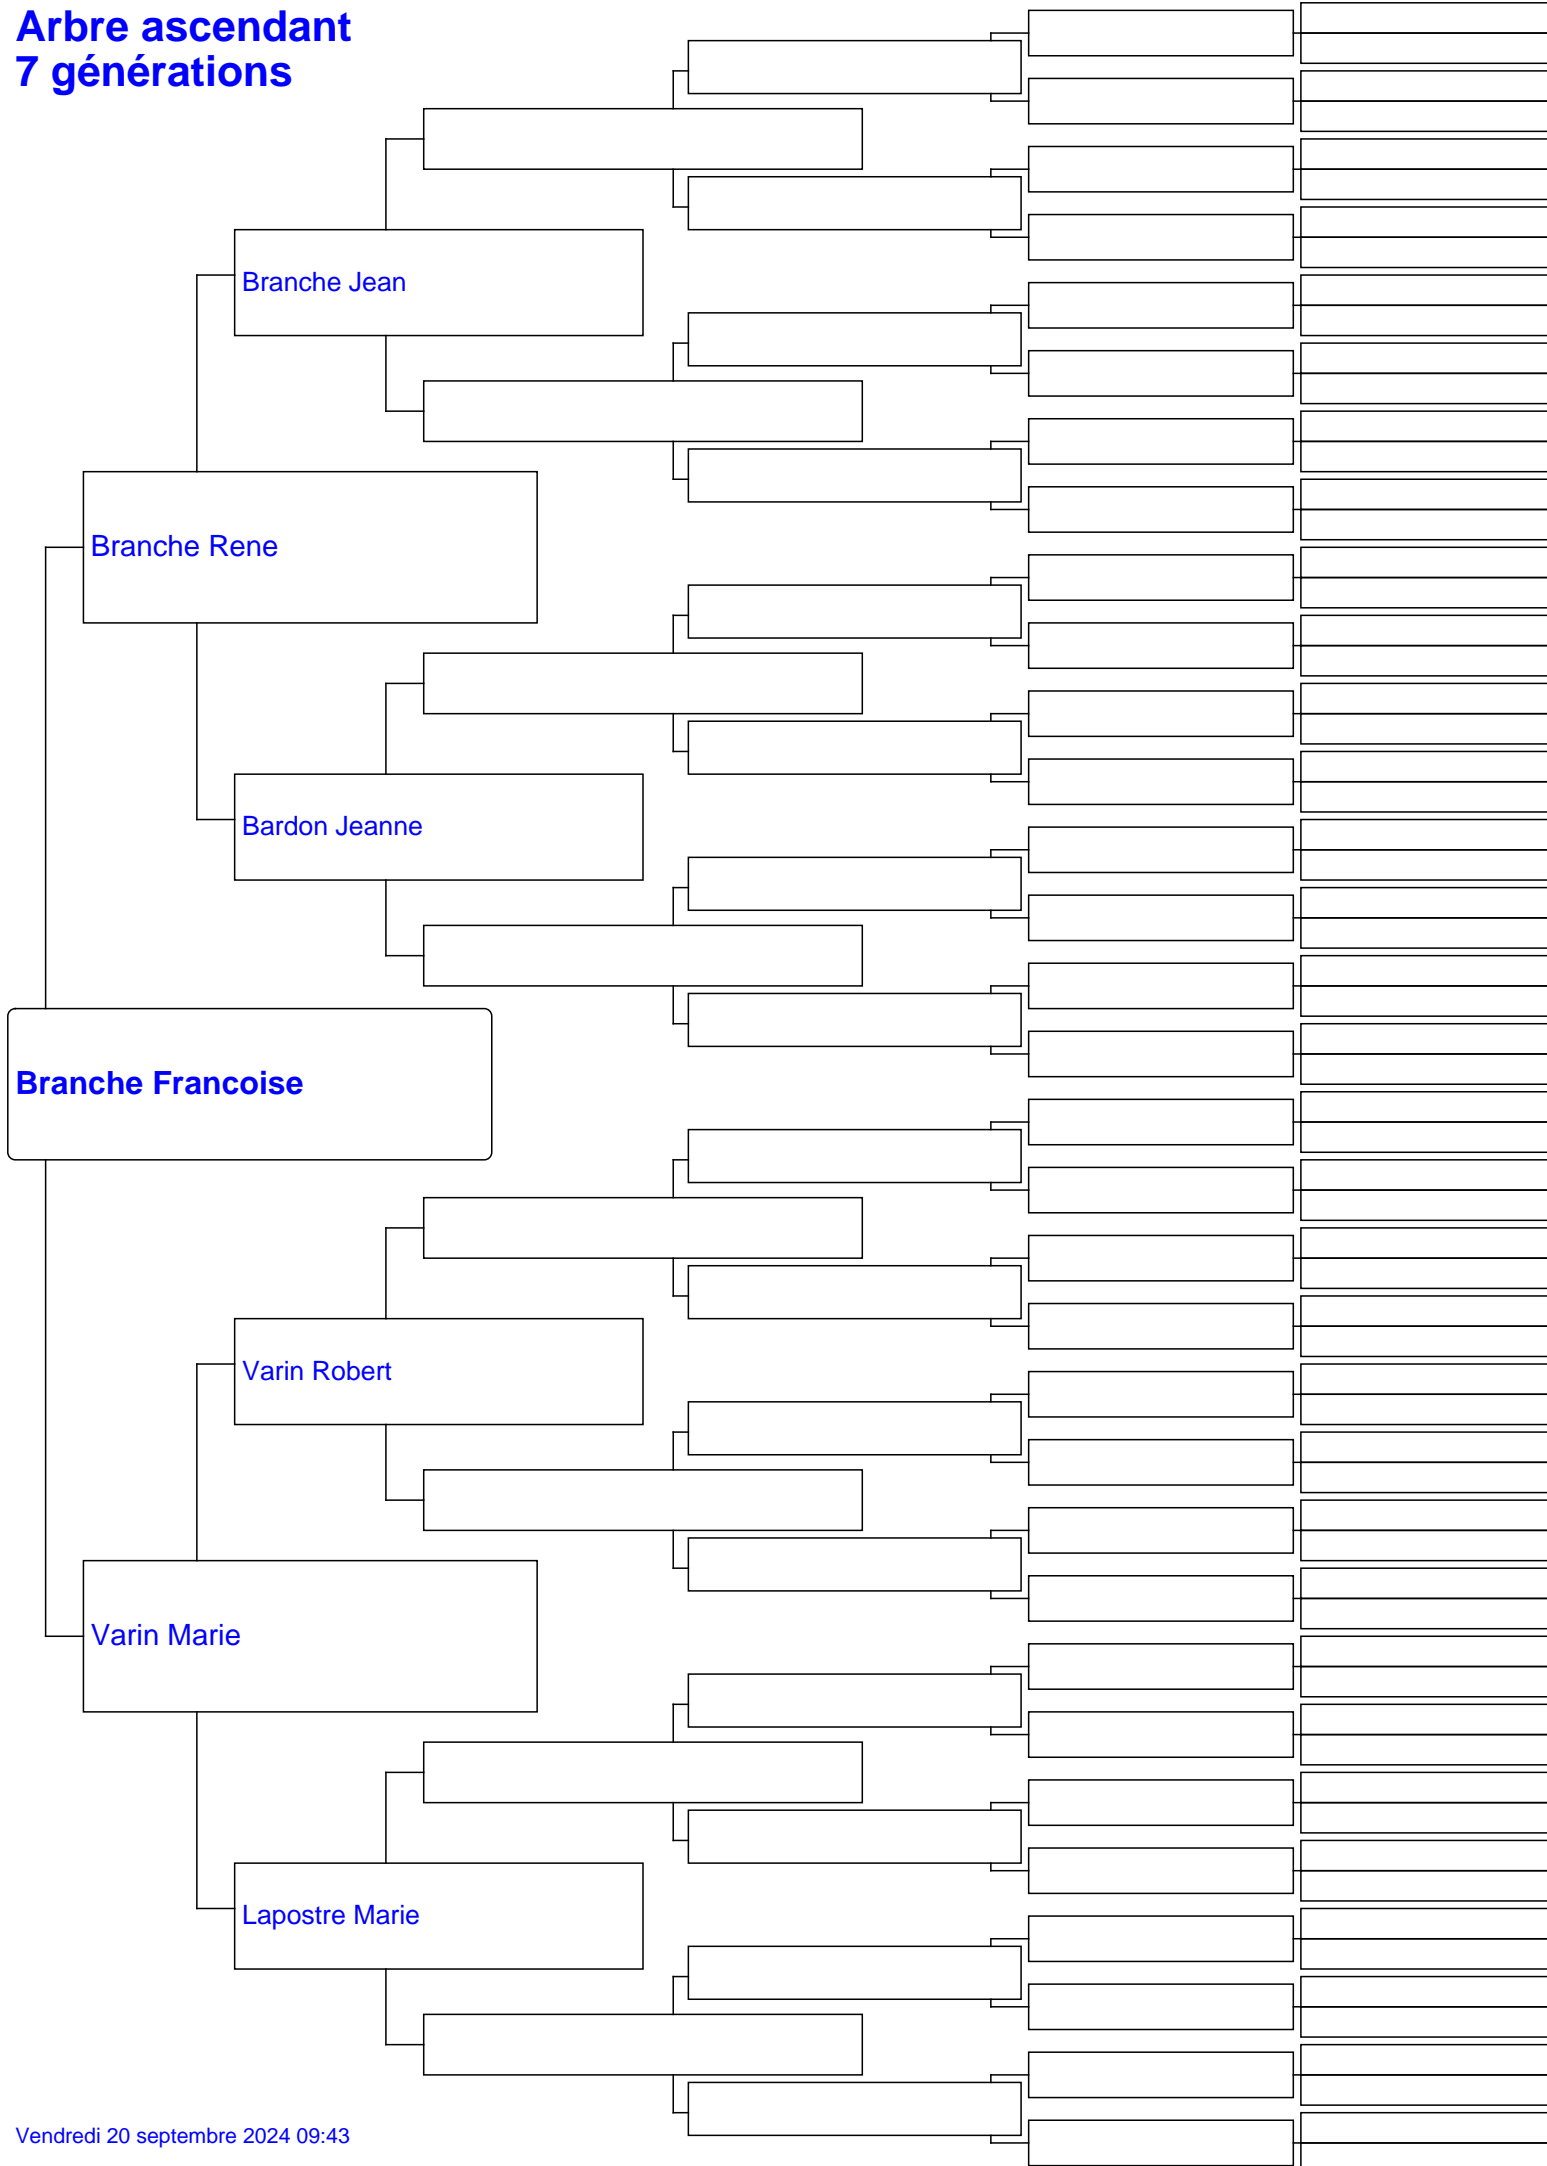 Arbre ascendant
7 générations
Branche Jean
Branche Rene
Bardon Jeanne
Branche Francoise
Varin Robert
Varin Marie
Lapostre Marie
Vendredi 20 septembre 2024 09:43